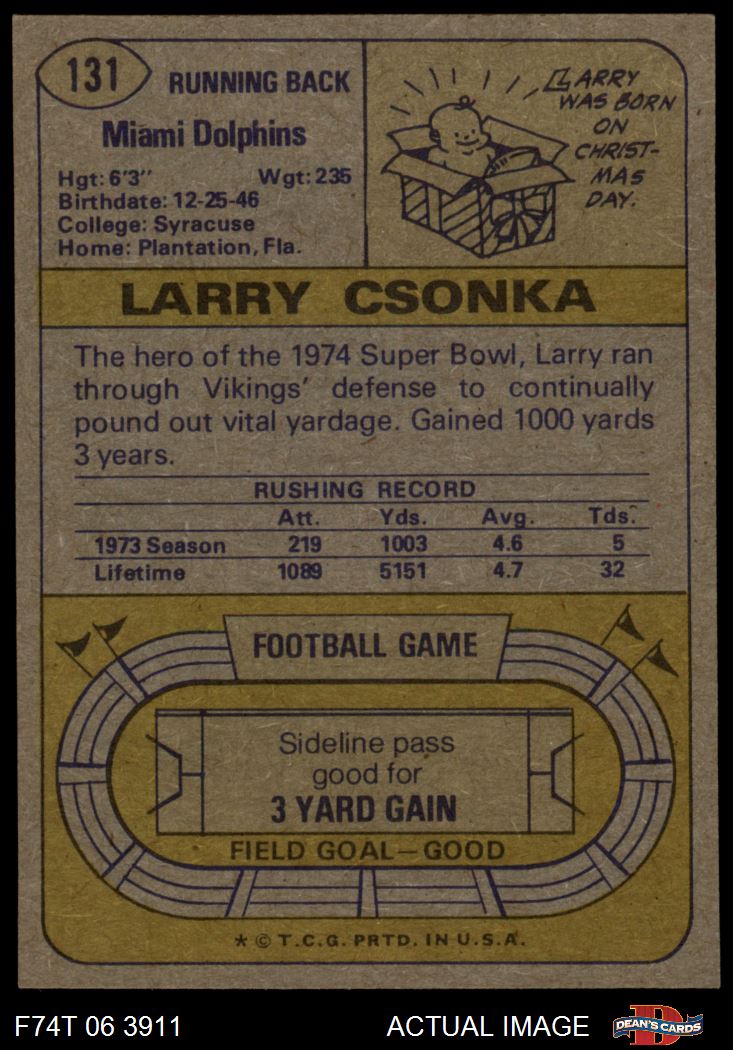 131
RUNNING BACK
Miami Dolphins
Hgt: 6'3" Wgt: 235
Birthdate: 12-25-46
College: Syracuse
Home: Plantation, Fla.
LARRY
WAS BORN
ON
CHRIST-
MAS
DAY.
LARRY CSONKA
The hero of the 1974 Super Bowl, Larry ran
through Vikings' defense to continually
pound out vital yardage. Gained 1000 yards
3 years.
RUSHING RECORD
Att. Yds. Avg. Tds.
1973 Season 219 1003 4.6 5
Lifetime 1089 5151 4.7 32
FOOTBALL GAME
Sideline pass
good for
3 YARD GAIN
FIELD GOAL—GOOD
* © T.C.G. PRTD. IN U.S.A.
F74T 06 3911 ACTUAL IMAGE
D
DEAN'S CARDS